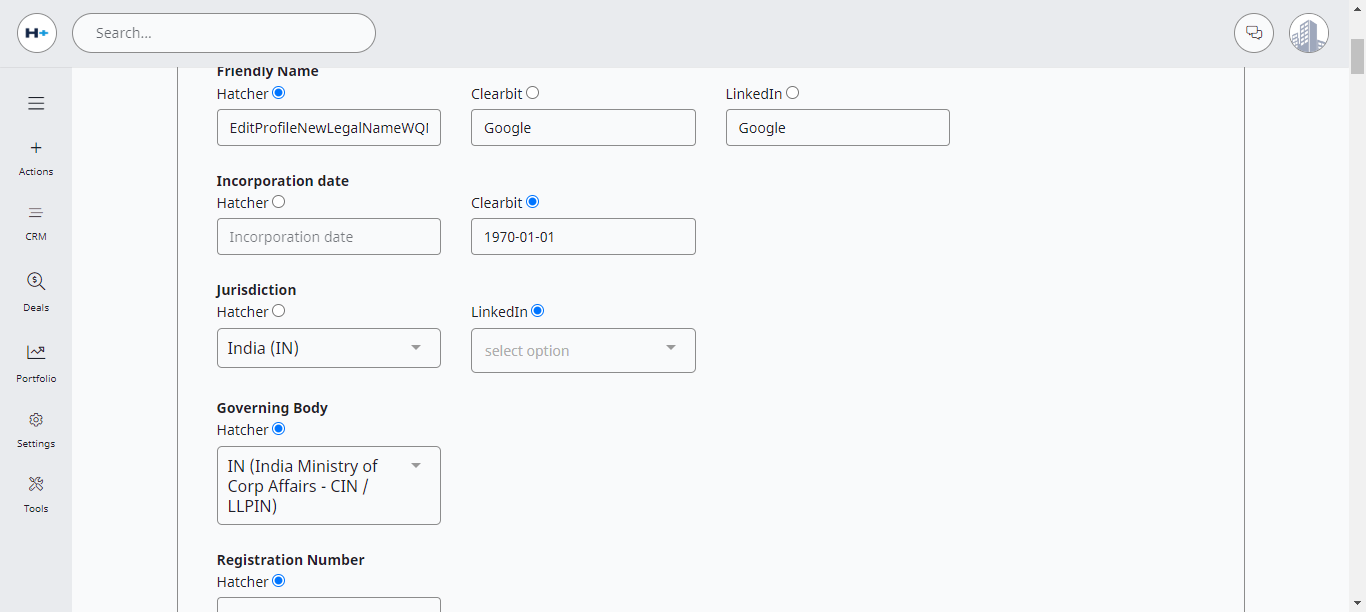 H+
Search...
Friendly Name
Hatcher
Clearbit
LinkedIn
EditProfileNewLegalNameWQ
Google
Google
Actions
Incorporation date
Hatcher
Clearbit
CRM
Incorporation date
1970-01-01
Jurisdiction
Deals
Hatcher
LinkedIn
India (IN)
select option
Portfolio
Governing Body
Hatcher
Settings
IN (India Ministry of
Corp Affairs - CIN /
LLPIN)
Tools
Registration Number
Hatcher